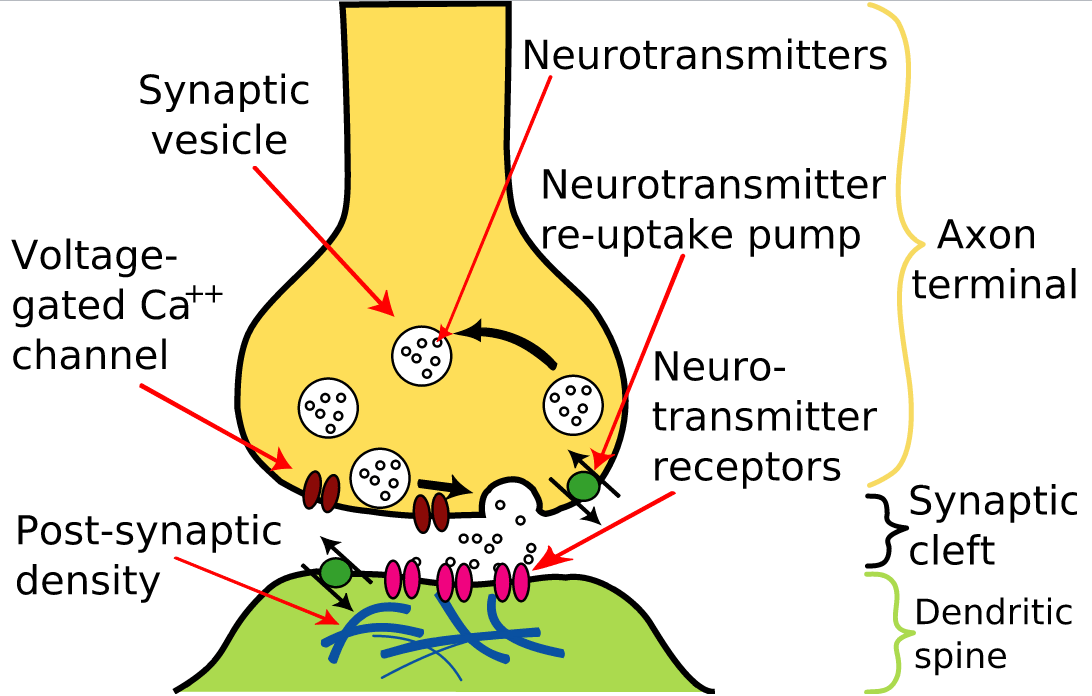 Neurotransmitters
Synaptic
vesicle
Neurotransmitter
re-uptake pump
Voltage-
gated Ca++
channel
Axon
terminal
Neuro-
transmitter
receptors
Synaptic
cleft
Post-synaptic
density
Dendritic
spine